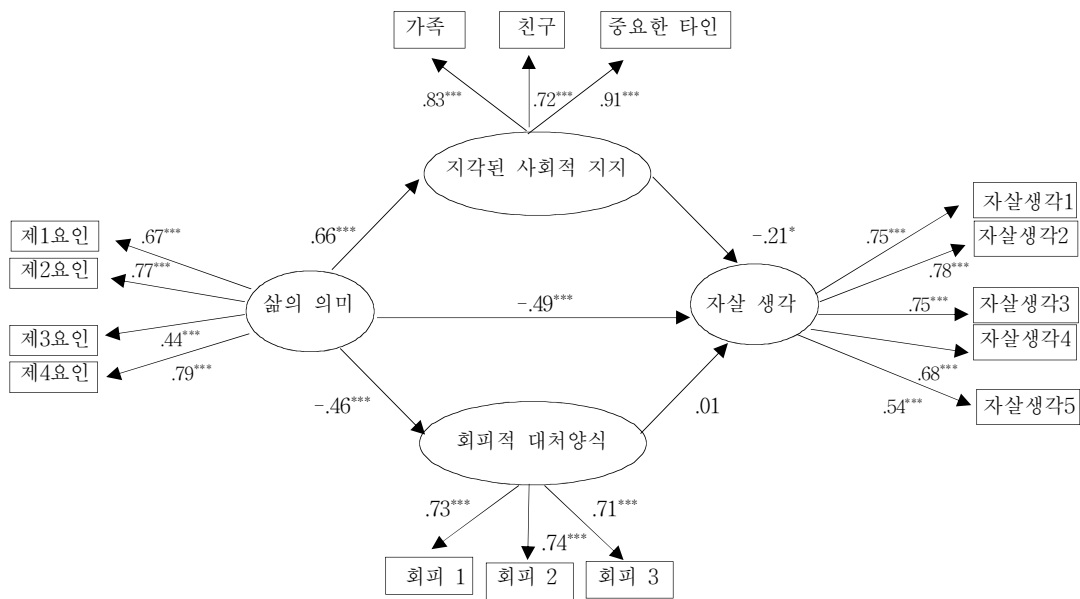 가족 친구 중요한 타인
.83*** .72*** .91***
지각된 사회적 지지
제1요인 .67***
제2요인 .77***
제3요인 .44***
제4요인 .79***
.66***
삶의 의미
-.49***
-.46***
-.21*
자살 생각
.01
.75*** 자살생각1
.78*** 자살생각2
.75*** 자살생각3
.68*** 자살생각4
.54*** 자살생각5
회피적 대처양식
.73*** .74*** .71***
회피 1 회피 2 회피 3